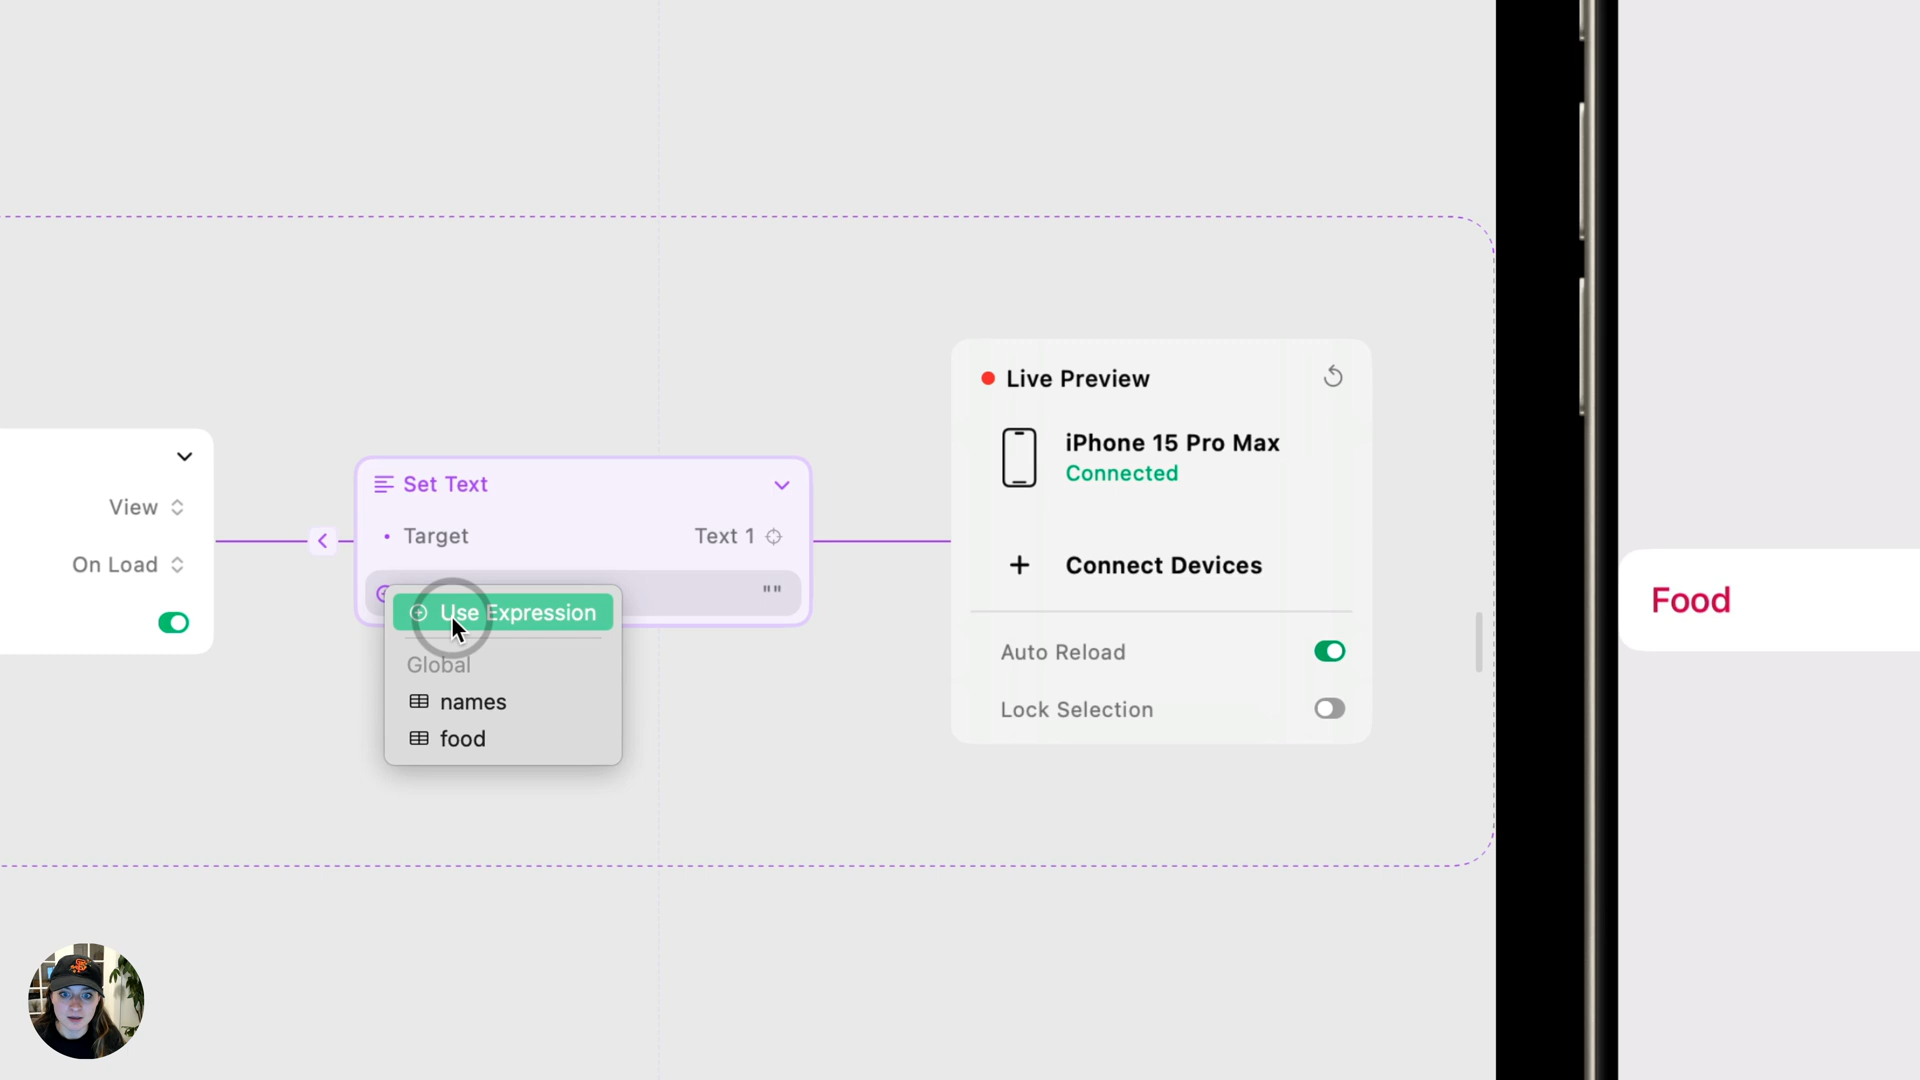 View
On Load
Set Text
Target
Text 1
""
Use Expression
Global
names
food
Live Preview
iPhone 15 Pro Max
Connected
Connect Devices
Auto Reload
Lock Selection
Food